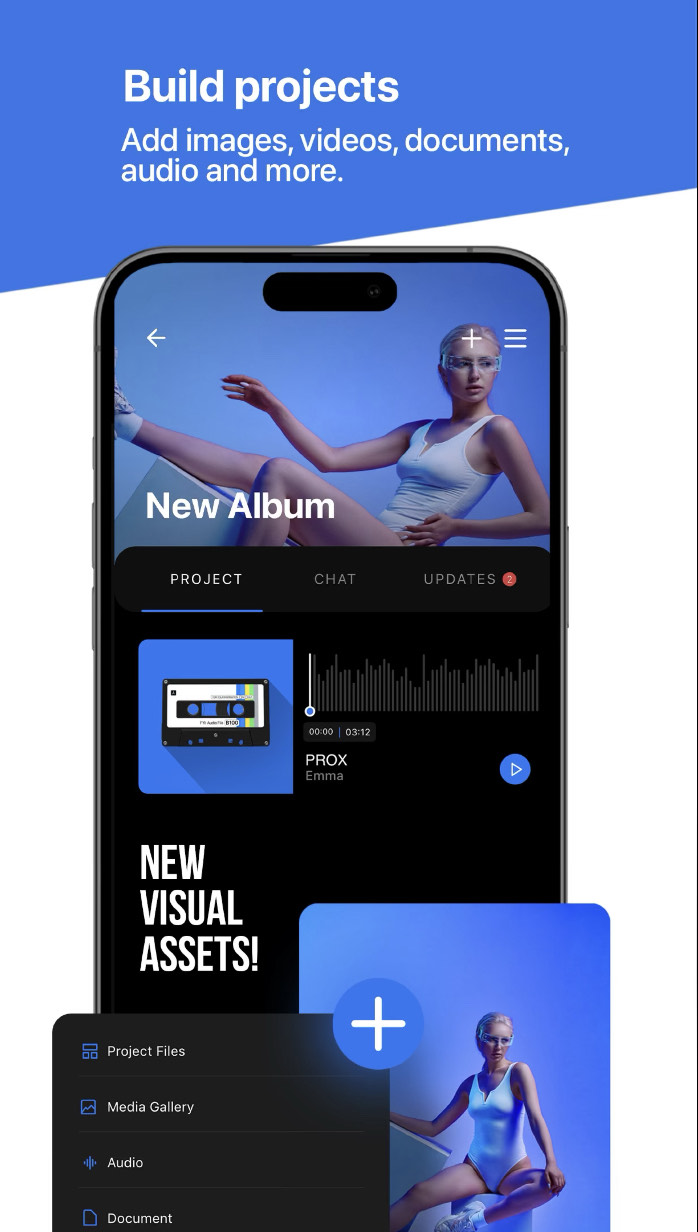 Build projects
Add images, videos, documents,
audio and more.
New Album
PROJECT CHAT UPDATES 2
A
B100
00:00 03:12
PROX
Emma
NEW
VISUAL
ASSETS!
Project Files
Media Gallery
Audio
Document